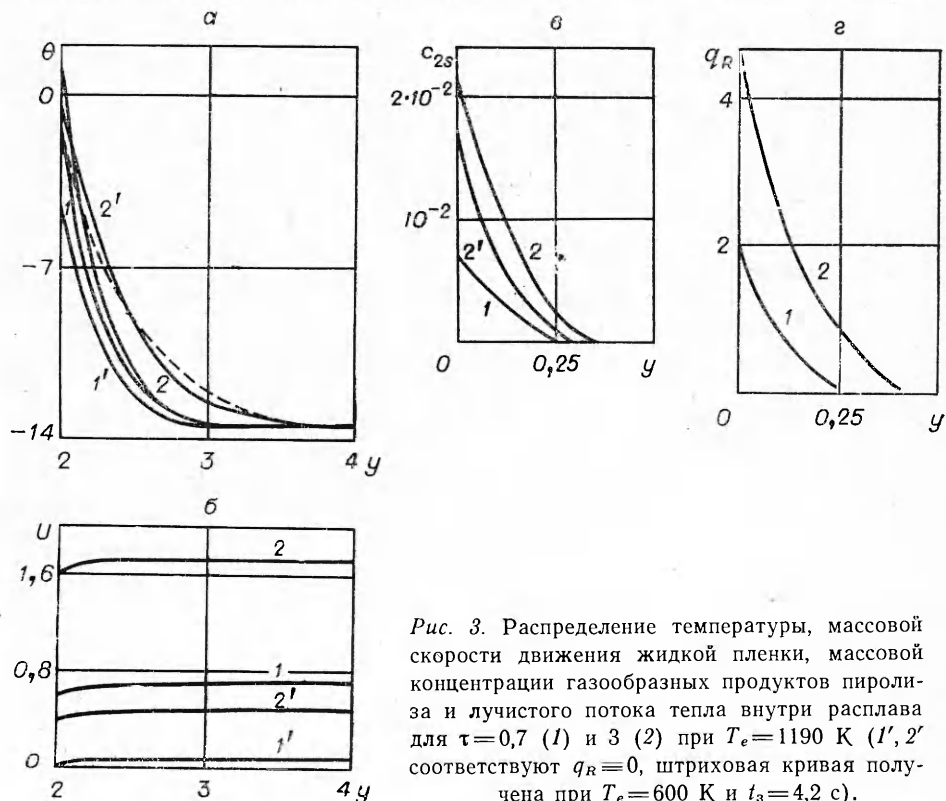 а
θ
0
-7
-14
1
2'
1'
2
2
3
4 y
в
c₂ₛ
2·10⁻²
10⁻²
2'
2
1
0
0,25
y
г
q_R
4
2
2
1
0
0,25
y
б
U
1,6
0,8
0
2
1
2'
1'
2
3
4 y
Рис. 3. Распределение температуры, массовой
скорости движения жидкой пленки, массовой
концентрации газообразных продуктов пироли-
за и лучистого потока тепла внутри расплава
для τ=0,7 (1) и 3 (2) при Tₑ=1190 К (1', 2'
соответствуют q_R≡0, штриховая кривая полу-
чена при Tₑ=600 К и t₃=4,2 с).